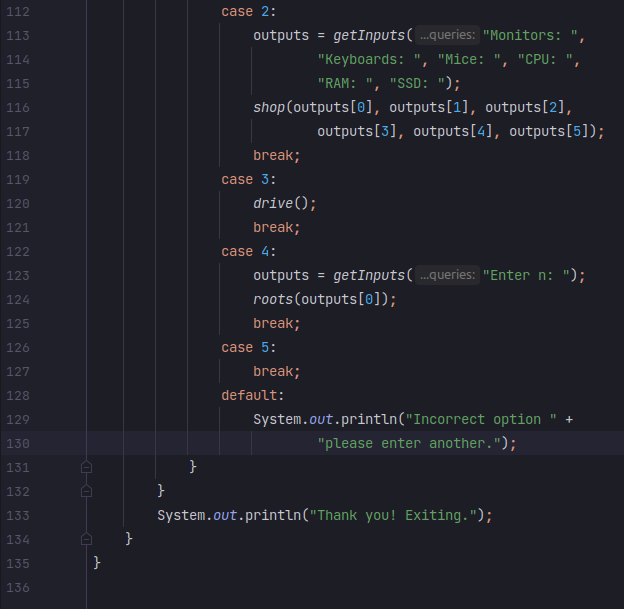 112 case 2:
113 outputs = getInputs( ...queries: "Monitors: ",
114 "Keyboards: ", "Mice: ", "CPU: ",
115 "RAM: ", "SSD: ");
116 shop(outputs[0], outputs[1], outputs[2],
117 outputs[3], outputs[4], outputs[5]);
118 break;
119 case 3:
120 drive();
121 break;
122 case 4:
123 outputs = getInputs( ...queries: "Enter n: ");
124 roots(outputs[0]);
125 break;
126 case 5:
127 break;
128 default:
129 System.out.println("Incorrect option " +
130 "please enter another.");
131 }
132 }
133 System.out.println("Thank you! Exiting.");
134 }
135 }
136